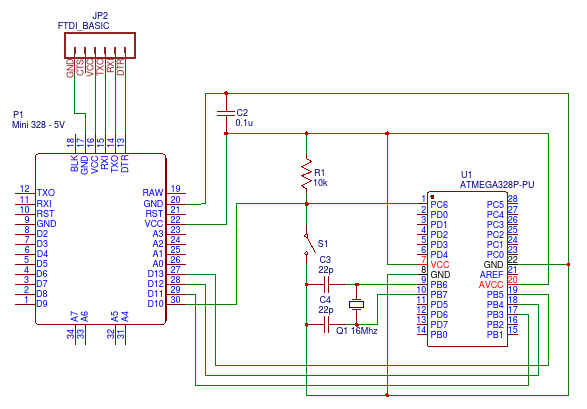 JP2
FTDI_BASIC
GND
CTS
VCC
TXO
RXI
DTR
P1
Mini 328 - 5V
18
17
16
15
14
13
BLK
GND
VCC
RXI
TXO
DTR
12 TXO
11 RXI
10 RST
9 GND
8 D2
7 D3
6 D4
5 D5
4 D6
3 D7
2 D8
1 D9
RAW 19
GND 20
RST 21
VCC 22
A3 23
A2 24
A1 25
A0 26
D13 27
D12 28
D11 29
D10 30
A7
A6
A5
A4
34
33
32
31
C2
0.1u
R1
10k
S1
C3
22p
C4
22p
Q1 16Mhz
U1
ATMEGA328P-PU
1 PC6
2 PD0
3 PD1
4 PD2
5 PD3
6 PD4
7 VCC
8 GND
9 PB6
10 PB7
11 PD5
12 PD6
13 PD7
14 PB0
PC5 28
PC4 27
PC3 26
PC2 25
PC1 24
PC0 23
GND 22
AREF 21
AVCC 20
PB5 19
PB4 18
PB3 17
PB2 16
PB1 15